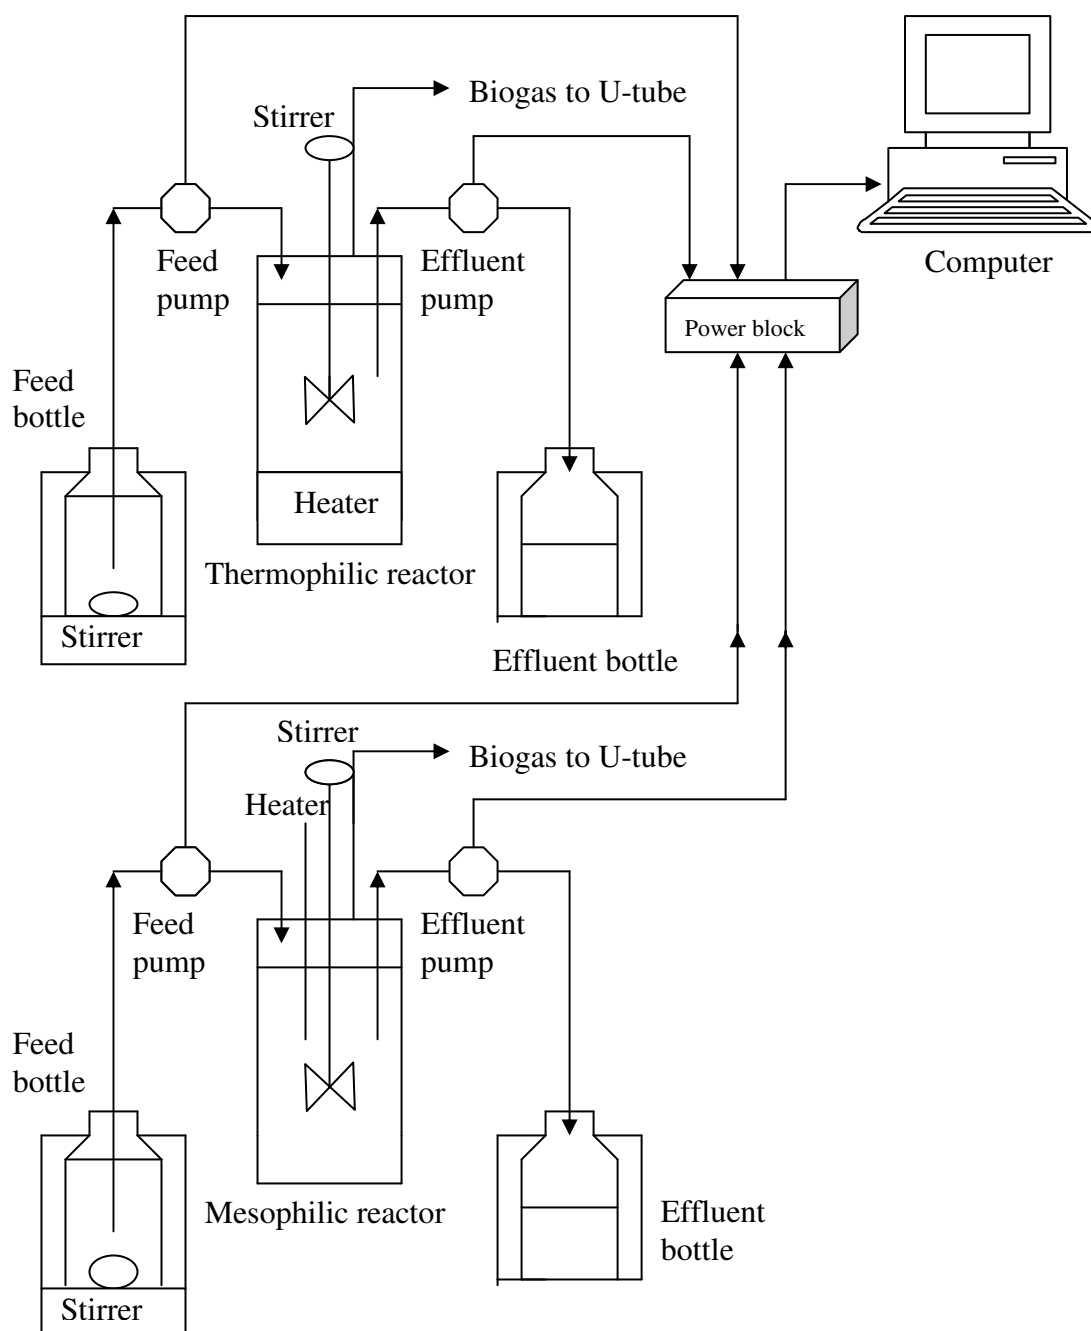 Biogas to U-tube
Stirrer
Feed
pump
Effluent
pump
Computer
Power block
Feed
bottle
Heater
Thermophilic reactor
Stirrer
Effluent bottle
Stirrer
Biogas to U-tube
Heater
Feed
pump
Effluent
pump
Feed
bottle
Mesophilic reactor
Effluent
bottle
Stirrer